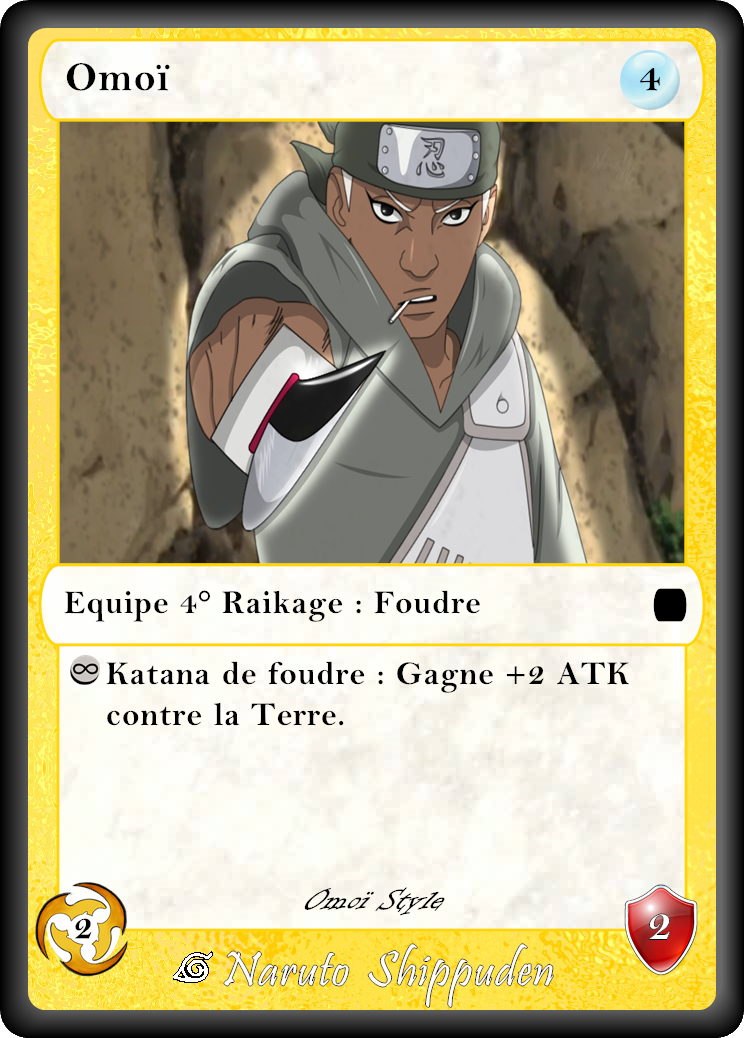 Omoï
4
忍
Equipe 4° Raikage : Foudre
∞ Katana de foudre : Gagne +2 ATK
contre la Terre.
Omoï Style
2
2
Naruto Shippuden